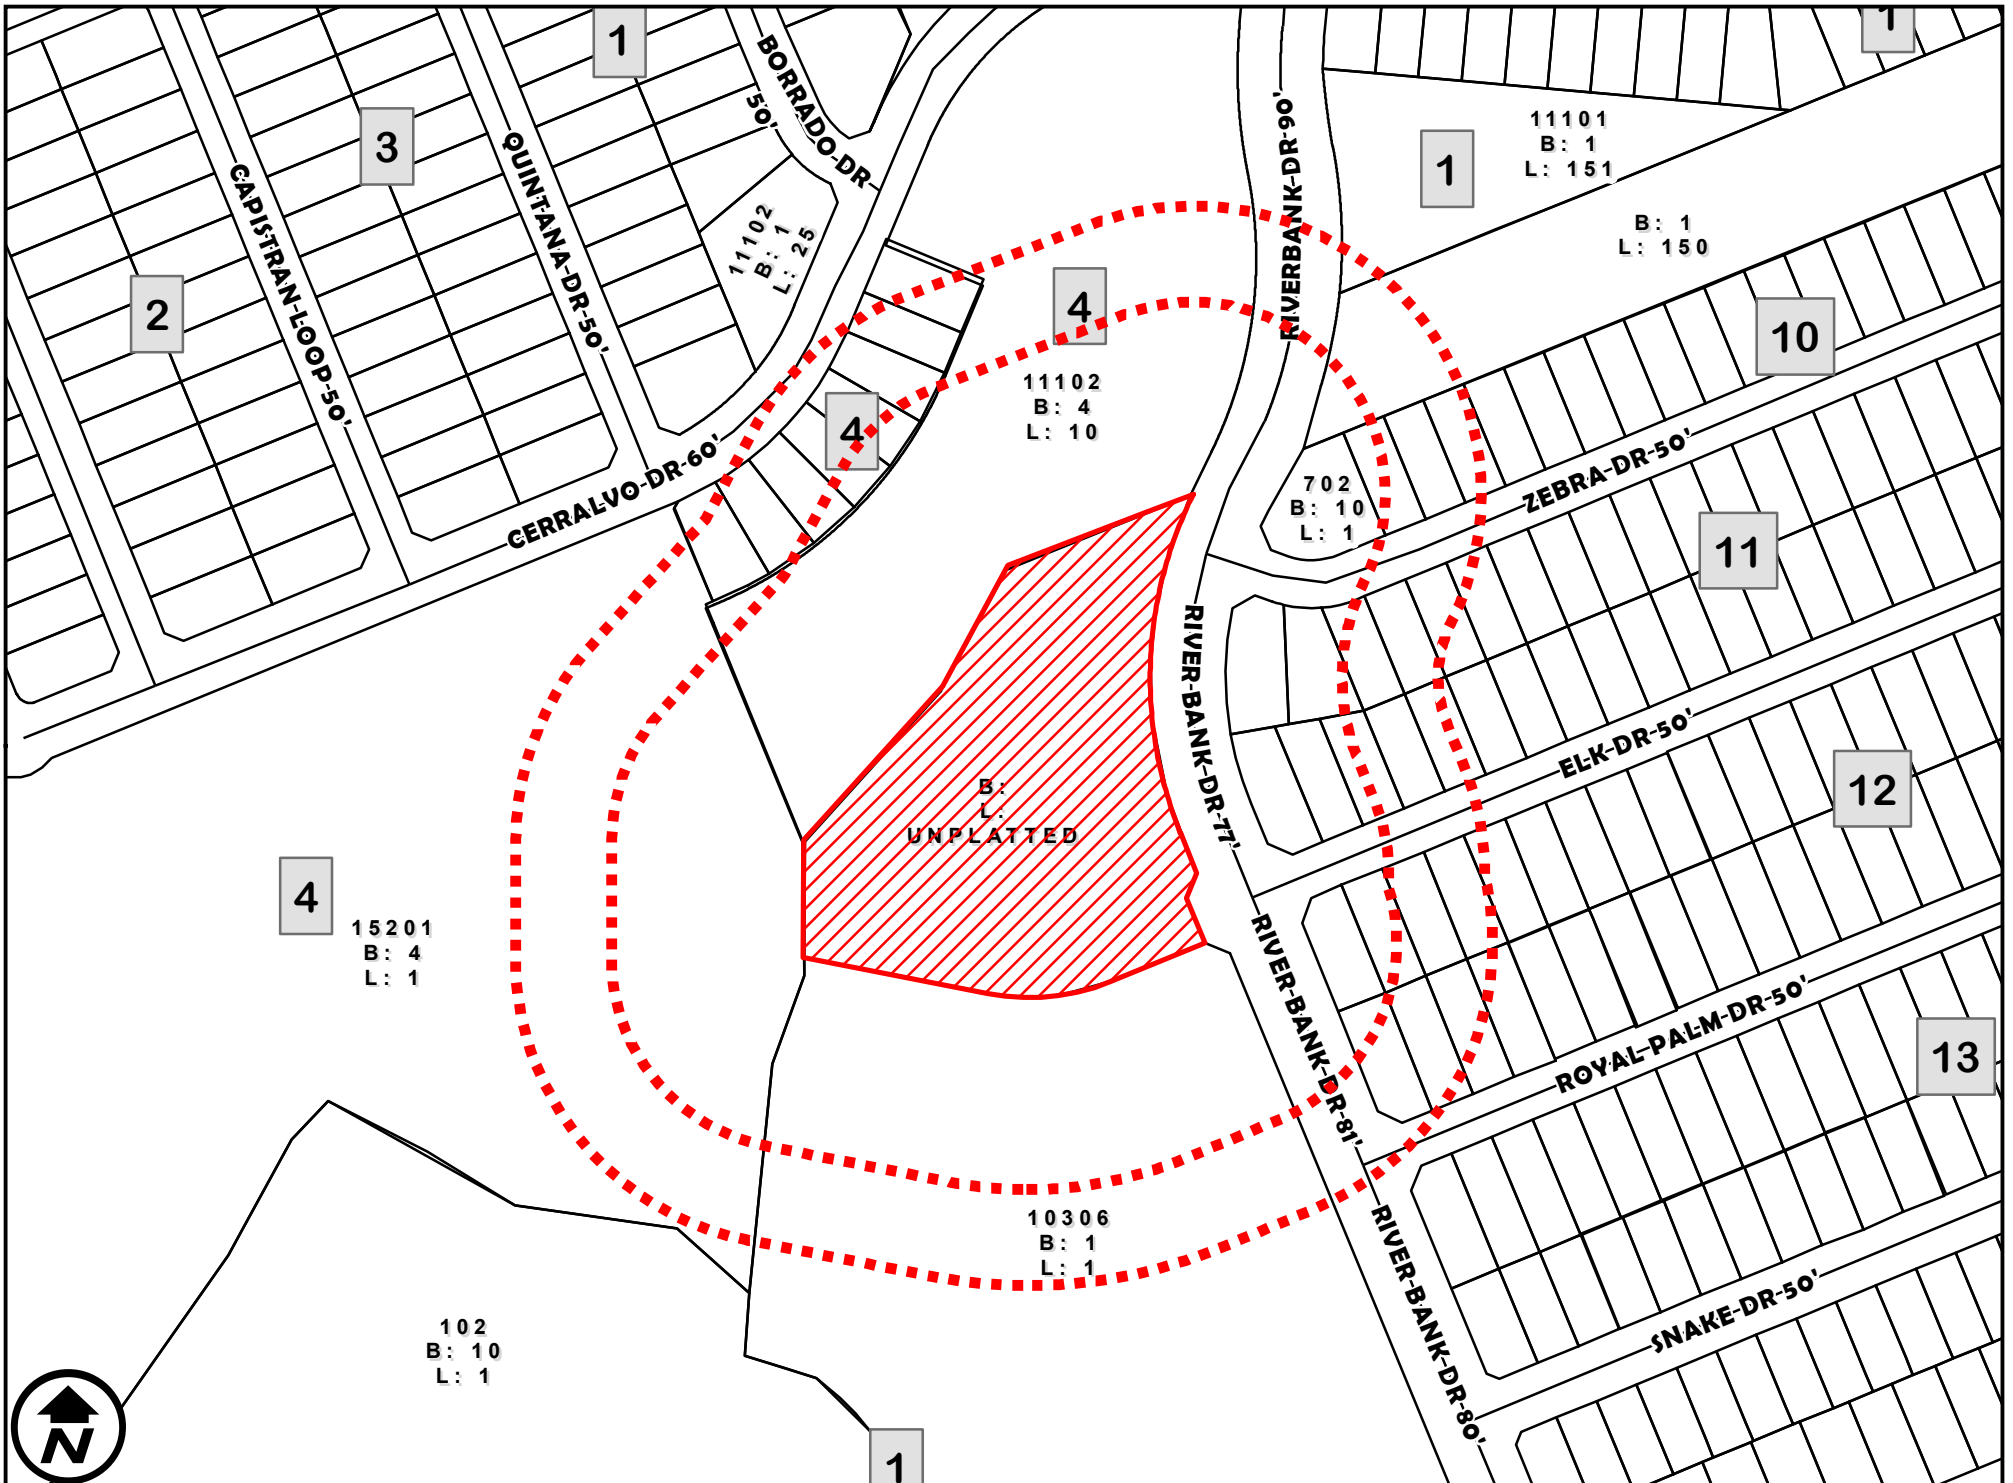 1
1
BORRADO-DR
50'
3
QUINTANA-DR-50'
CAPISTRAN-LOOP-50'
2
11102
B: 1
L: 25
RIVERBANK-DR-90'
1
11101
B: 1
L: 151
B: 1
L: 150
4
10
11102
B: 4
L: 10
4
CERRALVO-DR-60'
702
B: 10
L: 1
ZEBRA-DR-50'
11
RIVER-BANK-DR-77'
ELK-DR-50'
12
B:
L:
UNPLATTED
4
15201
B: 4
L: 1
RIVER-BANK-DR-81'
ROYAL-PALM-DR-50'
13
10306
B: 1
L: 1
RIVER-BANK-DR-80'
SNAKE-DR-50'
102
B: 10
L: 1
N
1